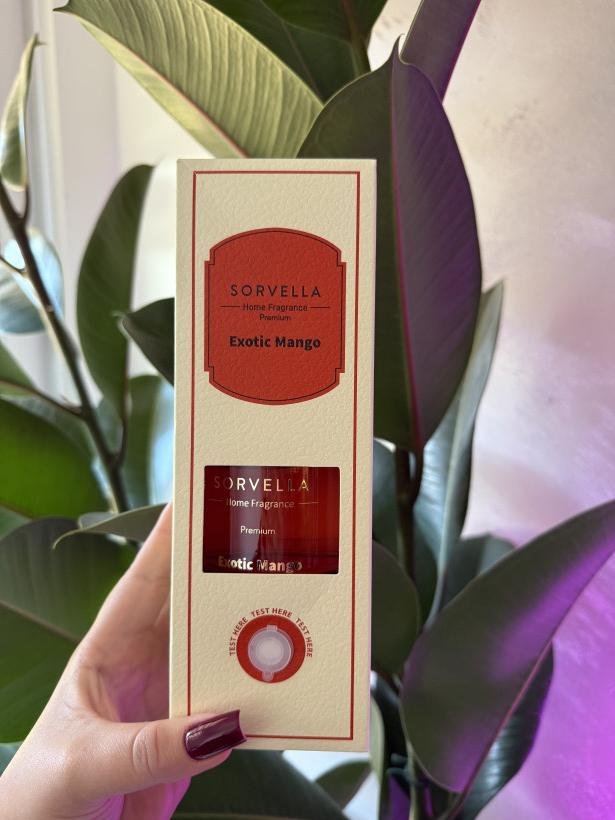 SORVELLA
Home Fragrance
Premium
Exotic Mango
SORVELLA
Home Fragrance
Premium
Exotic Mango
TEST HERE TEST HERE TEST HERE